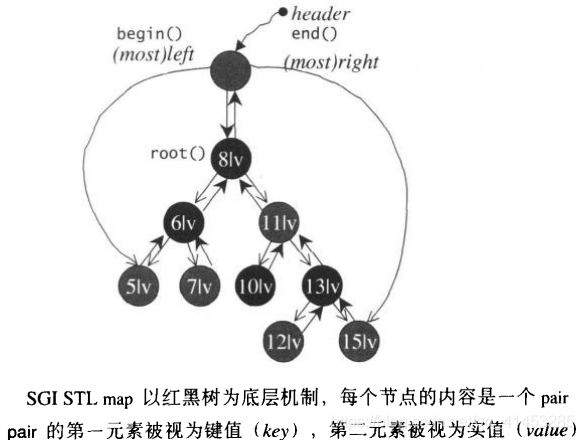 header
begin()
end()
(most)left
(most)right
root()
8|v
6|v
11|v
5|v
7|v
10|v
13|v
12|v
15|v
SGI STL map 以红黑树为底层机制，每个节点的内容是一个 pair
pair 的第一元素被视为键值（key），第二元素被视为实值（value）